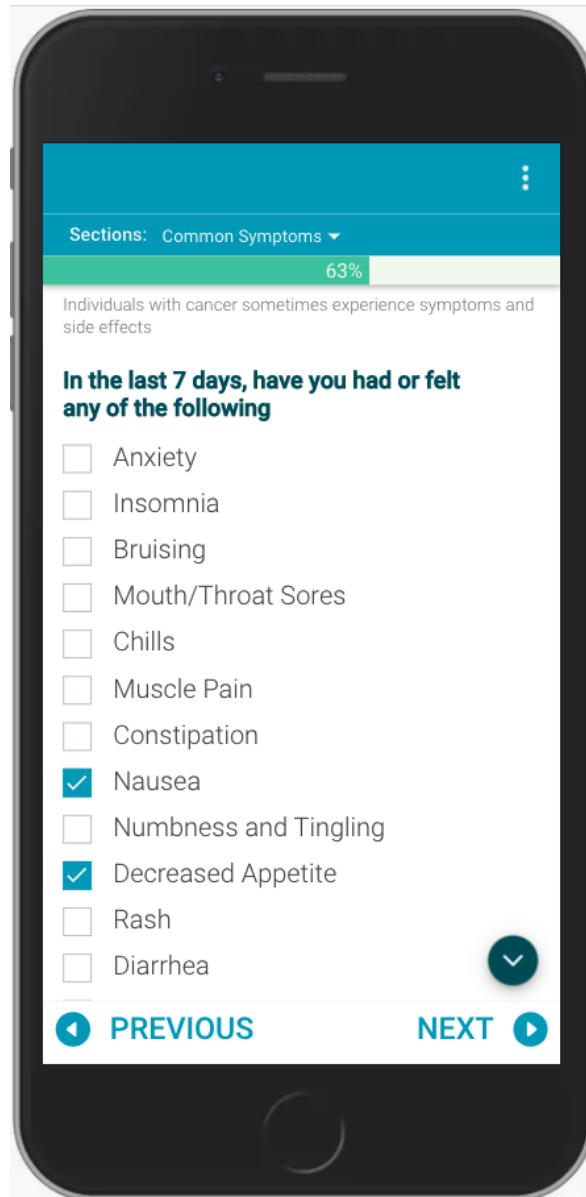 Sections: Common Symptoms
63%
Individuals with cancer sometimes experience symptoms and
side effects
In the last 7 days, have you had or felt
any of the following
Anxiety
Insomnia
Bruising
Mouth/Throat Sores
Chills
Muscle Pain
Constipation
Nausea
Numbness and Tingling
Decreased Appetite
Rash
Diarrhea
PREVIOUS NEXT